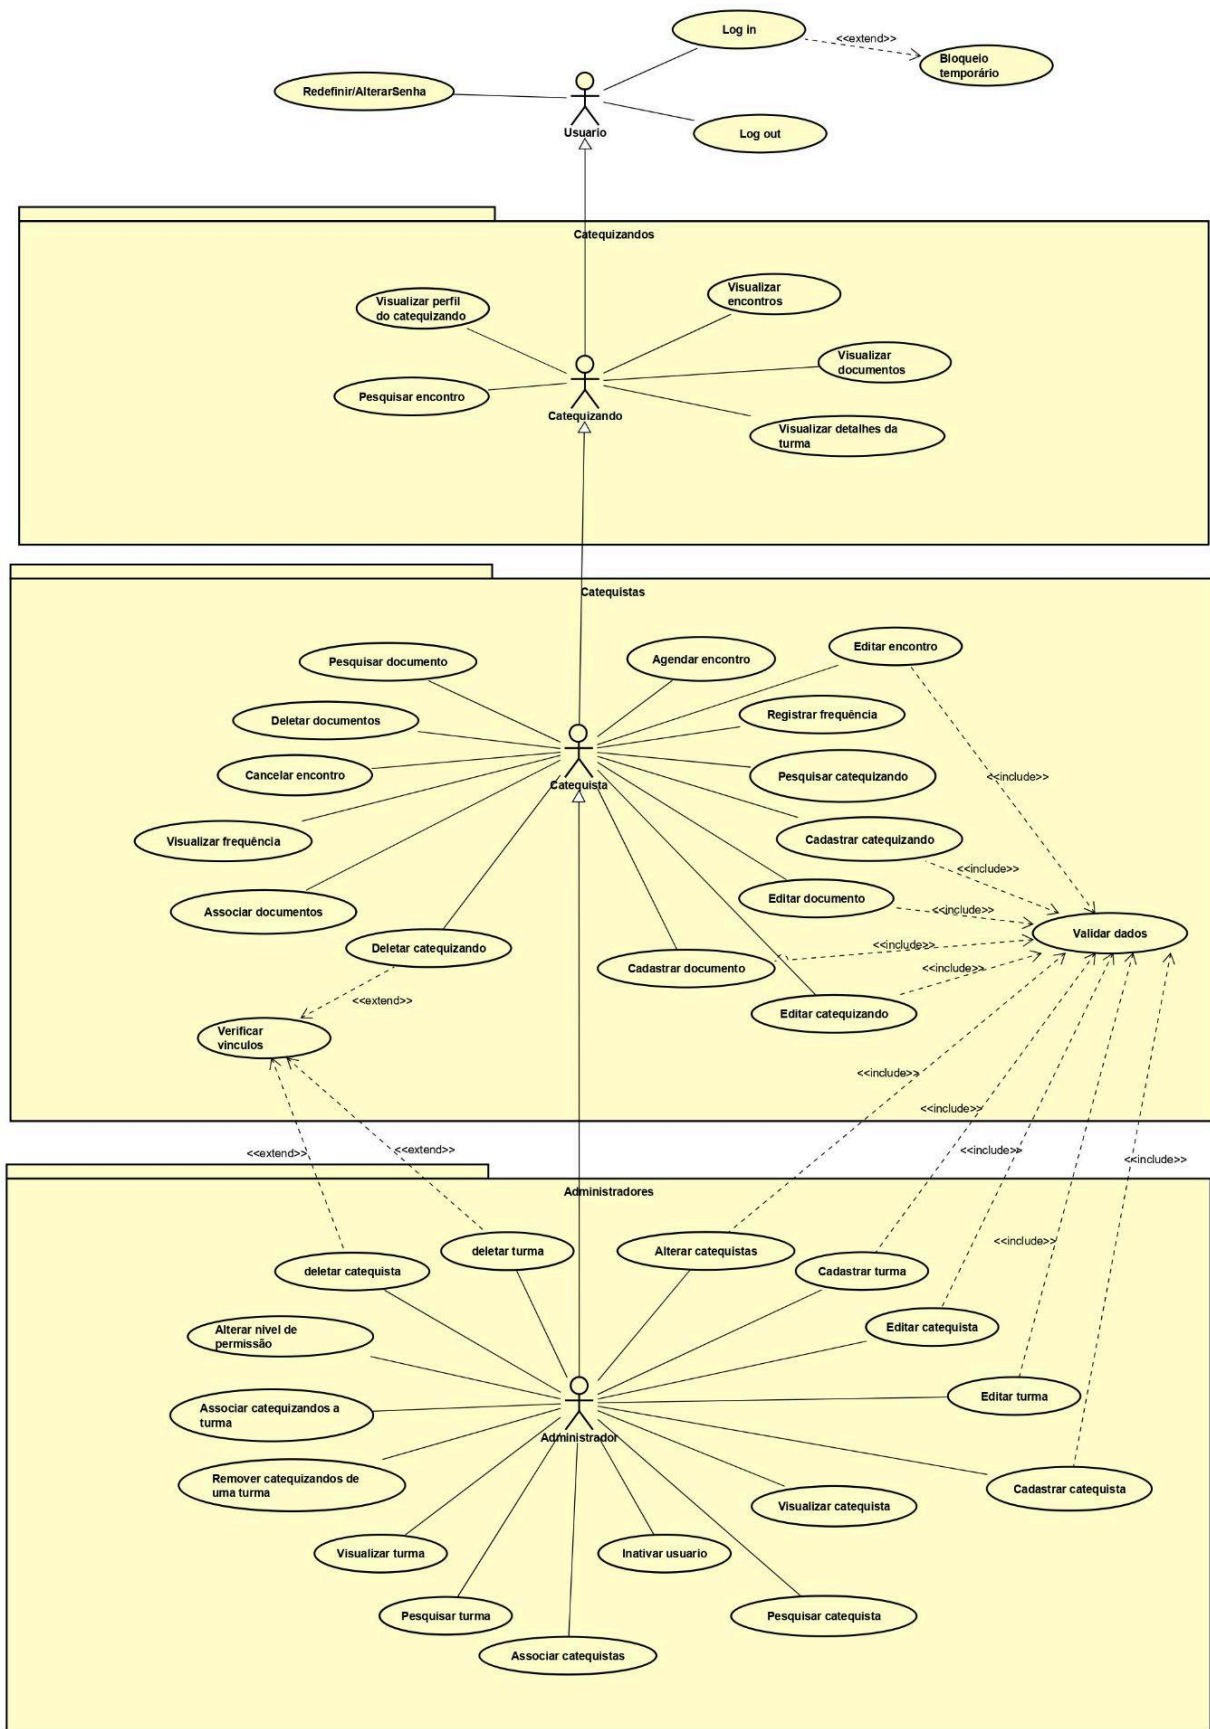 Log in
<<extend>>
Bloqueio
temporário
Redefinir/AlterarSenha
Usuario
Log out
Catequizandos
Visualizar perfil
do catequizando
Visualizar
encontros
Visualizar
documentos
Pesquisar encontro
Catequizando
Visualizar detalhes da
turma
Catequistas
Pesquisar documento
Agendar encontro
Editar encontro
Deletar documentos
Registrar frequência
Cancelar encontro
Pesquisar catequizando
<<include>>
Catequista
Visualizar frequência
Cadastrar catequizando
<<include>>
Associar documentos
Editar documento
<<include>>
Validar dados
Deletar catequizando
<<include>>
Cadastrar documento
<<include>>
<<extend>>
Editar catequizando
Verificar
vinculos
<<include>>
<<include>>
<<extend>>
<<extend>>
<<include>>
<<include>>
Administradores
<<include>>
deletar turma
Alterar catequistas
deletar catequista
Cadastrar turma
Alterar nivel de
permissão
Editar catequista
Editar turma
Associar catequizandos a
turma
Administrador
Remover catequizandos de
uma turma
Cadastrar catequista
Visualizar catequista
Visualizar turma
Inativar usuario
Pesquisar turma
Pesquisar catequista
Associar catequistas